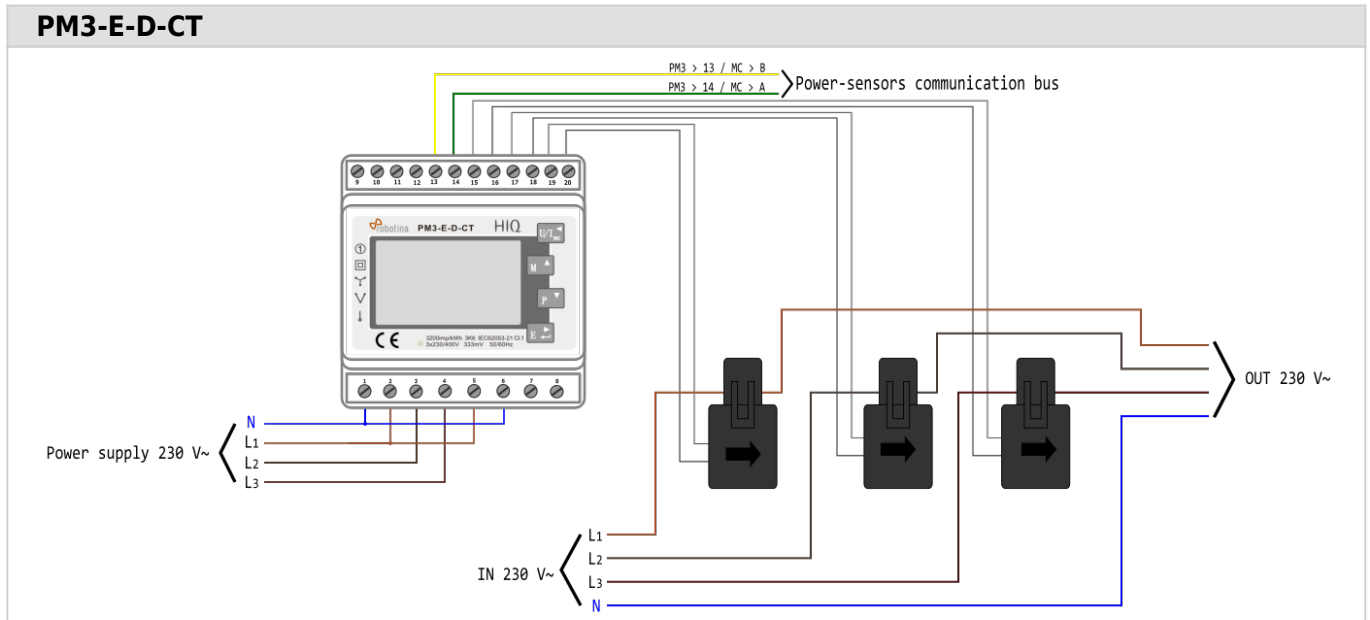 PM3-E-D-CT
PM3 > 13 / MC > B
PM3 > 14 / MC > A
Power-sensors communication bus
9 10 11 12 13 14 15 16 17 18 19 20
robotina PM3-E-D-CT HIQ
U/I
M
P
E
CE 3200imp/kWh 3K6 IEC62053-21 Cl.1
3x230/400V 333mV 50/60Hz
1 2 3 4 5 6 7 8
Power supply 230 V~
N
L1
L2
L3
OUT 230 V~
IN 230 V~
L1
L2
L3
N